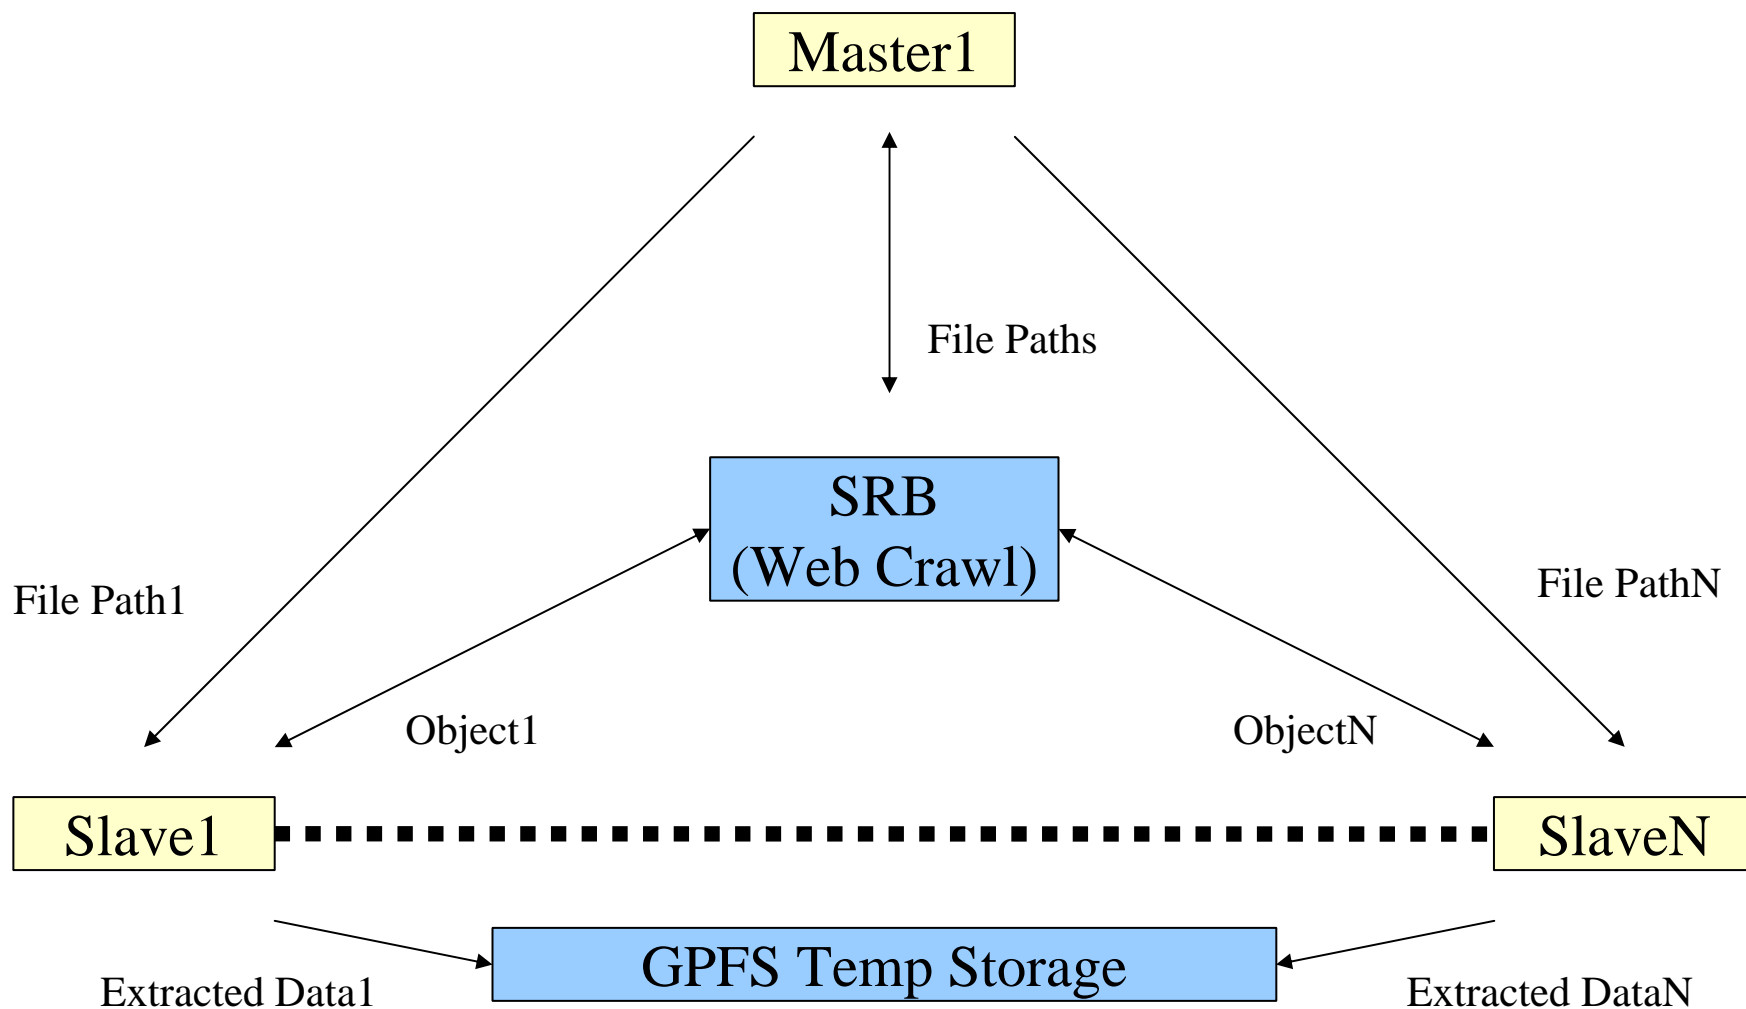 Master1
File Paths
SRB
(Web Crawl)
File Path1
File PathN
Object1
ObjectN
Slave1
SlaveN
GPFS Temp Storage
Extracted Data1
Extracted DataN